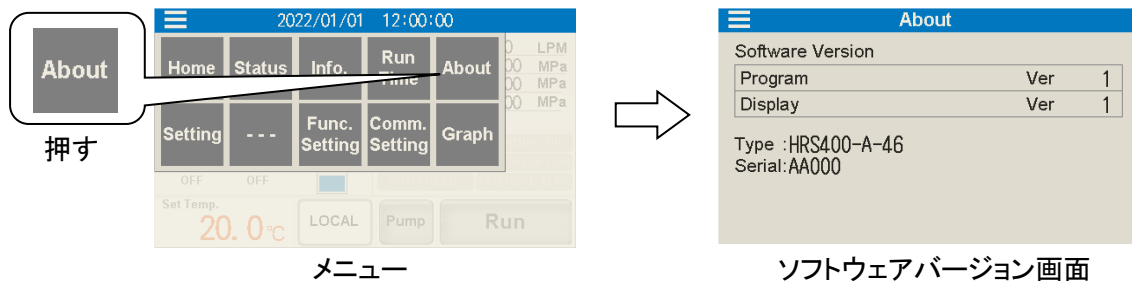 About
押す
2022/01/01 12:00:00
Home Status Info. Run Time About
Setting - - - Func. Setting Comm. Setting Graph
LPM
MPa
MPa
MPa
OFF OFF
Set Temp.
20.0℃ LOCAL Pump Run
メニュー
About
Software Version
Program Ver 1
Display Ver 1
Type :HRS400-A-46
Serial:AA000
ソフトウェアバージョン画面